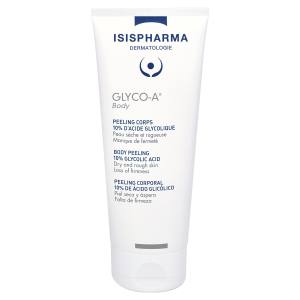 ISISPHARMA
DERMATOLOGIE
GLYCO-A®
Body
PEELING CORPS
10% D'ACIDE GLYCOLIQUE
Peau sèche et rugueuse
Manque de fermeté
BODY PEELING
10% GLYCOLIC ACID
Dry and rough skin
Loss of firmness
PEELING CORPORAL
10% DE ÁCIDO GLICÓLICO
Piel seca y áspera
Falta de firmeza